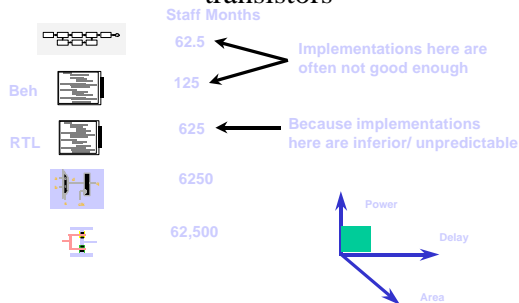 transistors
Staff Months
62.5
Implementations here are
often not good enough
Beh
125
625
Because implementations
here are inferior/ unpredictable
RTL
6250
62,500
Power
Delay
Area